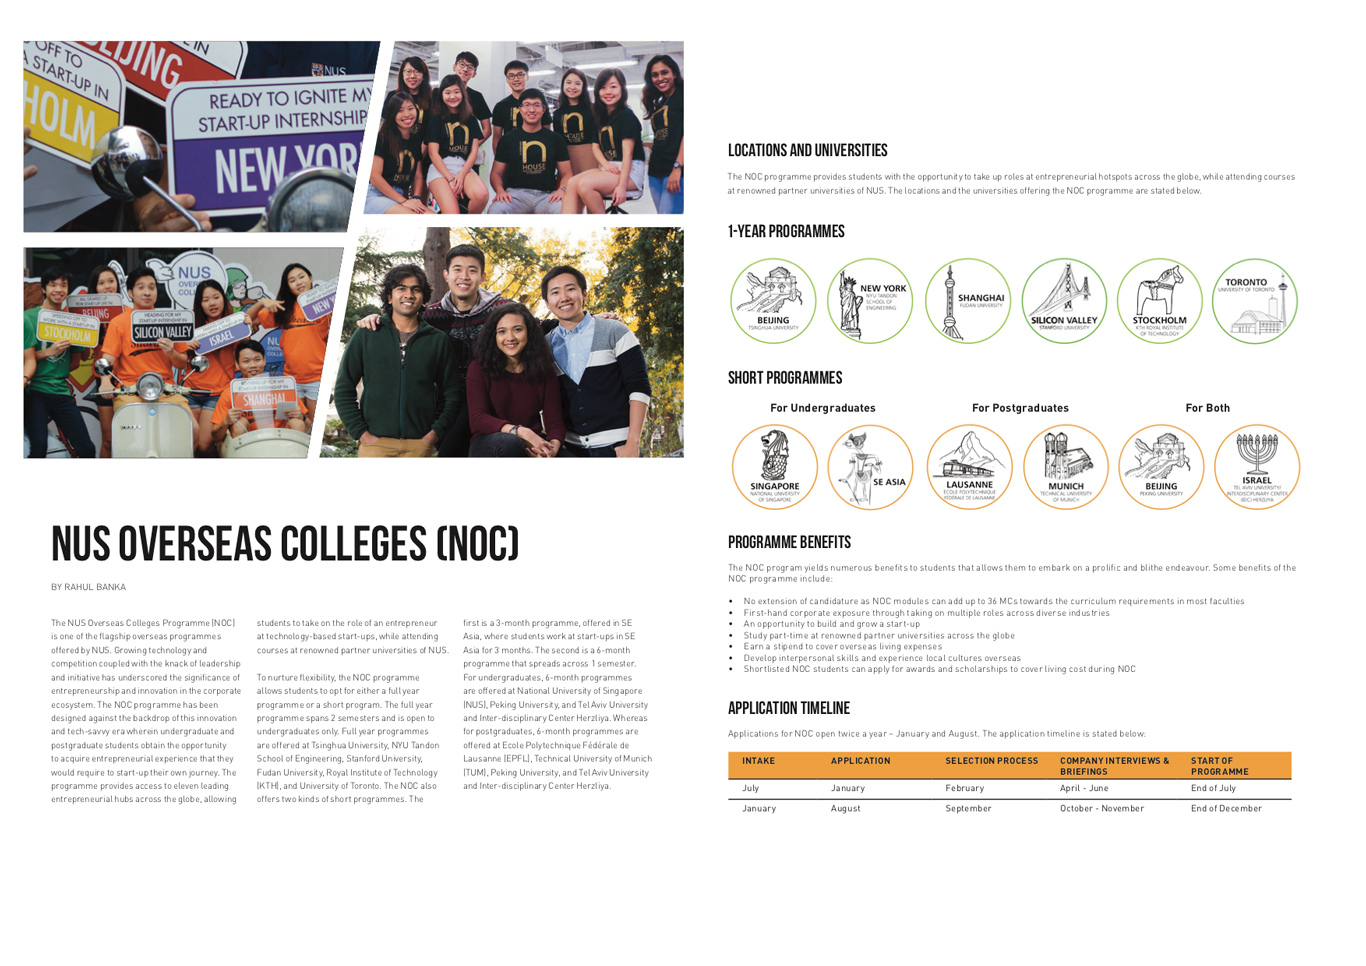 OFF TO
A START-UP IN
HOLM
IJING
E IN
NUS
READY TO IGNITE MY
START-UP INTERNSHIP
NEW YOR
n
HOUSE
NUS
OVERSE
COLL
BEIJING
STOCKHOLM
HEADING FOR MY
START-UP INTERNSHIP IN
SILICON VALLEY
ISRAEL
NEW Y
NU
START-UP INTERNSHIP IN
SHANGHAI
NUS OVERSEAS COLLEGES (NOC)
BY RAHUL BANKA
The NUS Overseas Colleges Programme (NOC)
is one of the flagship overseas programmes
offered by NUS. Growing technology and
competition coupled with the knack of leadership
and initiative has underscored the significance of
entrepreneurship and innovation in the corporate
ecosystem. The NOC programme has been
designed against the backdrop of this innovation
and tech-savvy era wherein undergraduate and
postgraduate students obtain the opportunity
to acquire entrepreneurial experience that they
would require to start-up their own journey. The
programme provides access to eleven leading
entrepreneurial hubs across the globe, allowing
students to take on the role of an entrepreneur
at technology-based start-ups, while attending
courses at renowned partner universities of NUS.
To nurture flexibility, the NOC programme
allows students to opt for either a full year
programme or a short program. The full year
programme spans 2 semesters and is open to
undergraduates only. Full year programmes
are offered at Tsinghua University, NYU Tandon
School of Engineering, Stanford University,
Fudan University, Royal Institute of Technology
(KTH), and University of Toronto. The NOC also
offers two kinds of short programmes. The
first is a 3-month programme, offered in SE
Asia, where students work at start-ups in SE
Asia for 3 months. The second is a 6-month
programme that spreads across 1 semester.
For undergraduates, 6-month programmes
are offered at National University of Singapore
(NUS), Peking University, and Tel Aviv University
and Inter-disciplinary Center Herzliya. Whereas
for postgraduates, 6-month programmes are
offered at Ecole Polytechnique Fédérale de
Lausanne (EPFL), Technical University of Munich
(TUM), Peking University, and Tel Aviv University
and Inter-disciplinary Center Herzliya.
LOCATIONS AND UNIVERSITIES
The NOC programme provides students with the opportunity to take up roles at entrepreneurial hotspots across the globe, while attending courses
at renowned partner universities of NUS. The locations and the universities offering the NOC programme are stated below.
1-YEAR PROGRAMMES
BEIJING
TSINGHUA UNIVERSITY
NEW YORK
NYU TANDON
SCHOOL OF
ENGINEERING
SHANGHAI
FUDAN UNIVERSITY
SILICON VALLEY
STANFORD UNIVERSITY
STOCKHOLM
KTH ROYAL INSTITUTE
OF TECHNOLOGY
TORONTO
UNIVERSITY OF TORONTO
SHORT PROGRAMMES
For Undergraduates
For Postgraduates
For Both
SINGAPORE
NATIONAL UNIVERSITY
OF SINGAPORE
SE ASIA
LAUSANNE
ECOLE POLYTECHNIQUE
FÉDÉRALE DE LAUSANNE
MUNICH
TECHNICAL UNIVERSITY
OF MUNICH
BEIJING
PEKING UNIVERSITY
ISRAEL
TEL AVIV UNIVERSITY/
INTERDISCIPLINARY CENTER
(IDC) HERZLIYA
PROGRAMME BENEFITS
The NOC program yields numerous benefits to students that allows them to embark on a prolific and blithe endeavour. Some benefits of the
NOC programme include:
• No extension of candidature as NOC modules can add up to 36 MCs towards the curriculum requirements in most faculties
• First-hand corporate exposure through taking on multiple roles across diverse industries
• An opportunity to build and grow a start-up
• Study part-time at renowned partner universities across the globe
• Earn a stipend to cover overseas living expenses
• Develop interpersonal skills and experience local cultures overseas
• Shortlisted NOC students can apply for awards and scholarships to cover living cost during NOC
APPLICATION TIMELINE
Applications for NOC open twice a year – January and August. The application timeline is stated below:
INTAKE APPLICATION SELECTION PROCESS COMPANY INTERVIEWS & START OF
BRIEFINGS PROGRAMME
July January February April - June End of July
January August September October - November End of December